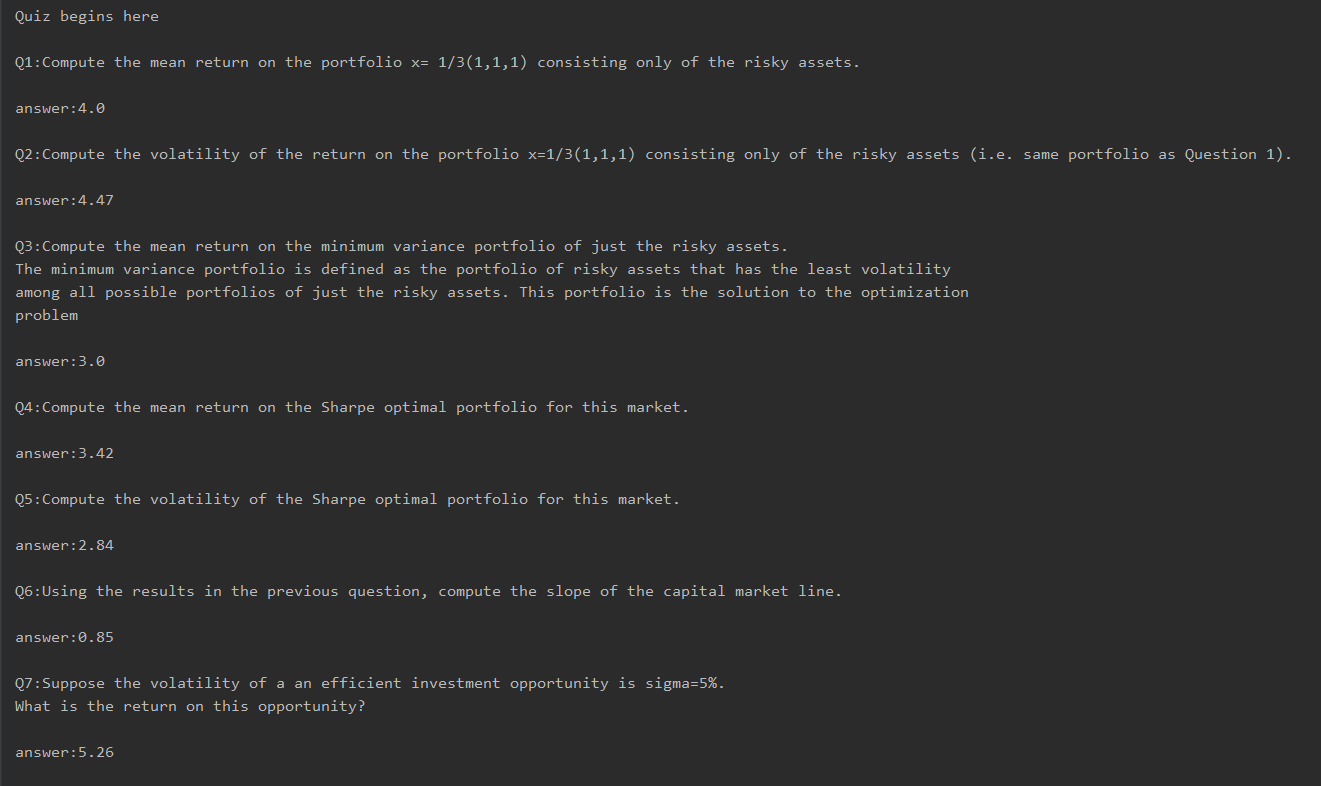 Quiz begins here
Q1:Compute the mean return on the portfolio x= 1/3(1,1,1) consisting only of the risky assets.
answer:4.0
Q2:Compute the volatility of the return on the portfolio x=1/3(1,1,1) consisting only of the risky assets (i.e. same portfolio as Question 1).
answer:4.47
Q3:Compute the mean return on the minimum variance portfolio of just the risky assets.
The minimum variance portfolio is defined as the portfolio of risky assets that has the least volatility
among all possible portfolios of just the risky assets. This portfolio is the solution to the optimization
problem
answer:3.0
Q4:Compute the mean return on the Sharpe optimal portfolio for this market.
answer:3.42
Q5:Compute the volatility of the Sharpe optimal portfolio for this market.
answer:2.84
Q6:Using the results in the previous question, compute the slope of the capital market line.
answer:0.85
Q7:Suppose the volatility of a an efficient investment opportunity is sigma=5%.
What is the return on this opportunity?
answer:5.26